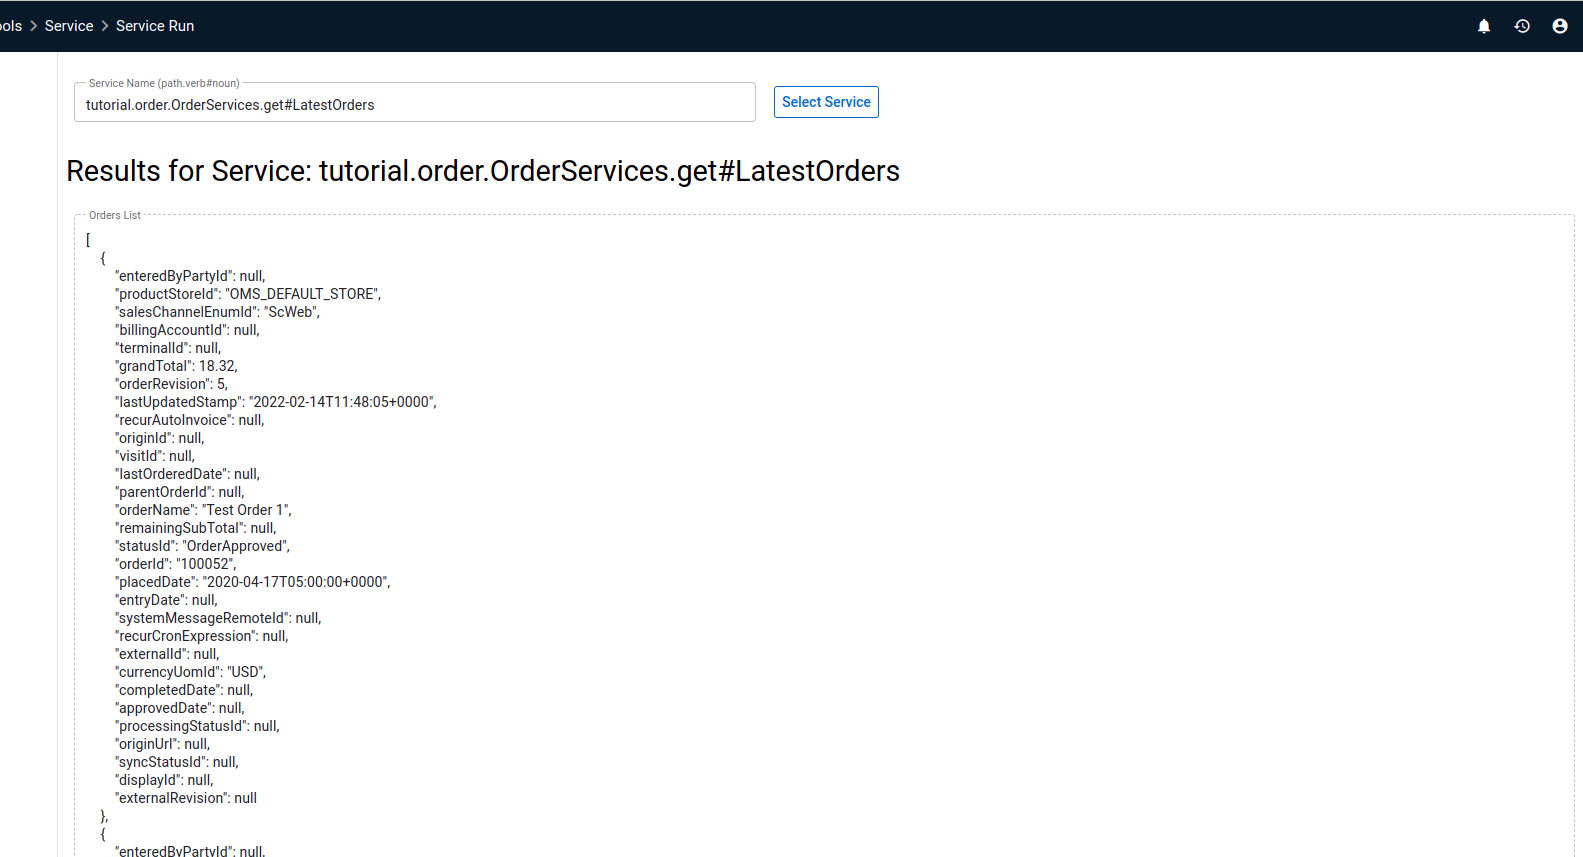 ools > Service > Service Run
Service Name (path.verb#noun)
tutorial.order.OrderServices.get#LatestOrders
Select Service
Results for Service: tutorial.order.OrderServices.get#LatestOrders
Orders List
[
{
"enteredByPartyId": null,
"productStoreId": "OMS_DEFAULT_STORE",
"salesChannelEnumId": "ScWeb",
"billingAccountId": null,
"terminalId": null,
"grandTotal": 18.32,
"orderRevision": 5,
"lastUpdatedStamp": "2022-02-14T11:48:05+0000",
"recurAutoInvoice": null,
"originId": null,
"visitId": null,
"lastOrderedDate": null,
"parentOrderId": null,
"orderName": "Test Order 1",
"remainingSubTotal": null,
"statusId": "OrderApproved",
"orderId": "100052",
"placedDate": "2020-04-17T05:00:00+0000",
"entryDate": null,
"systemMessageRemoteId": null,
"recurCronExpression": null,
"externalId": null,
"currencyUomId": "USD",
"completedDate": null,
"approvedDate": null,
"processingStatusId": null,
"originUrl": null,
"syncStatusId": null,
"displayId": null,
"externalRevision": null
},
{
"enteredByPartyId": null,